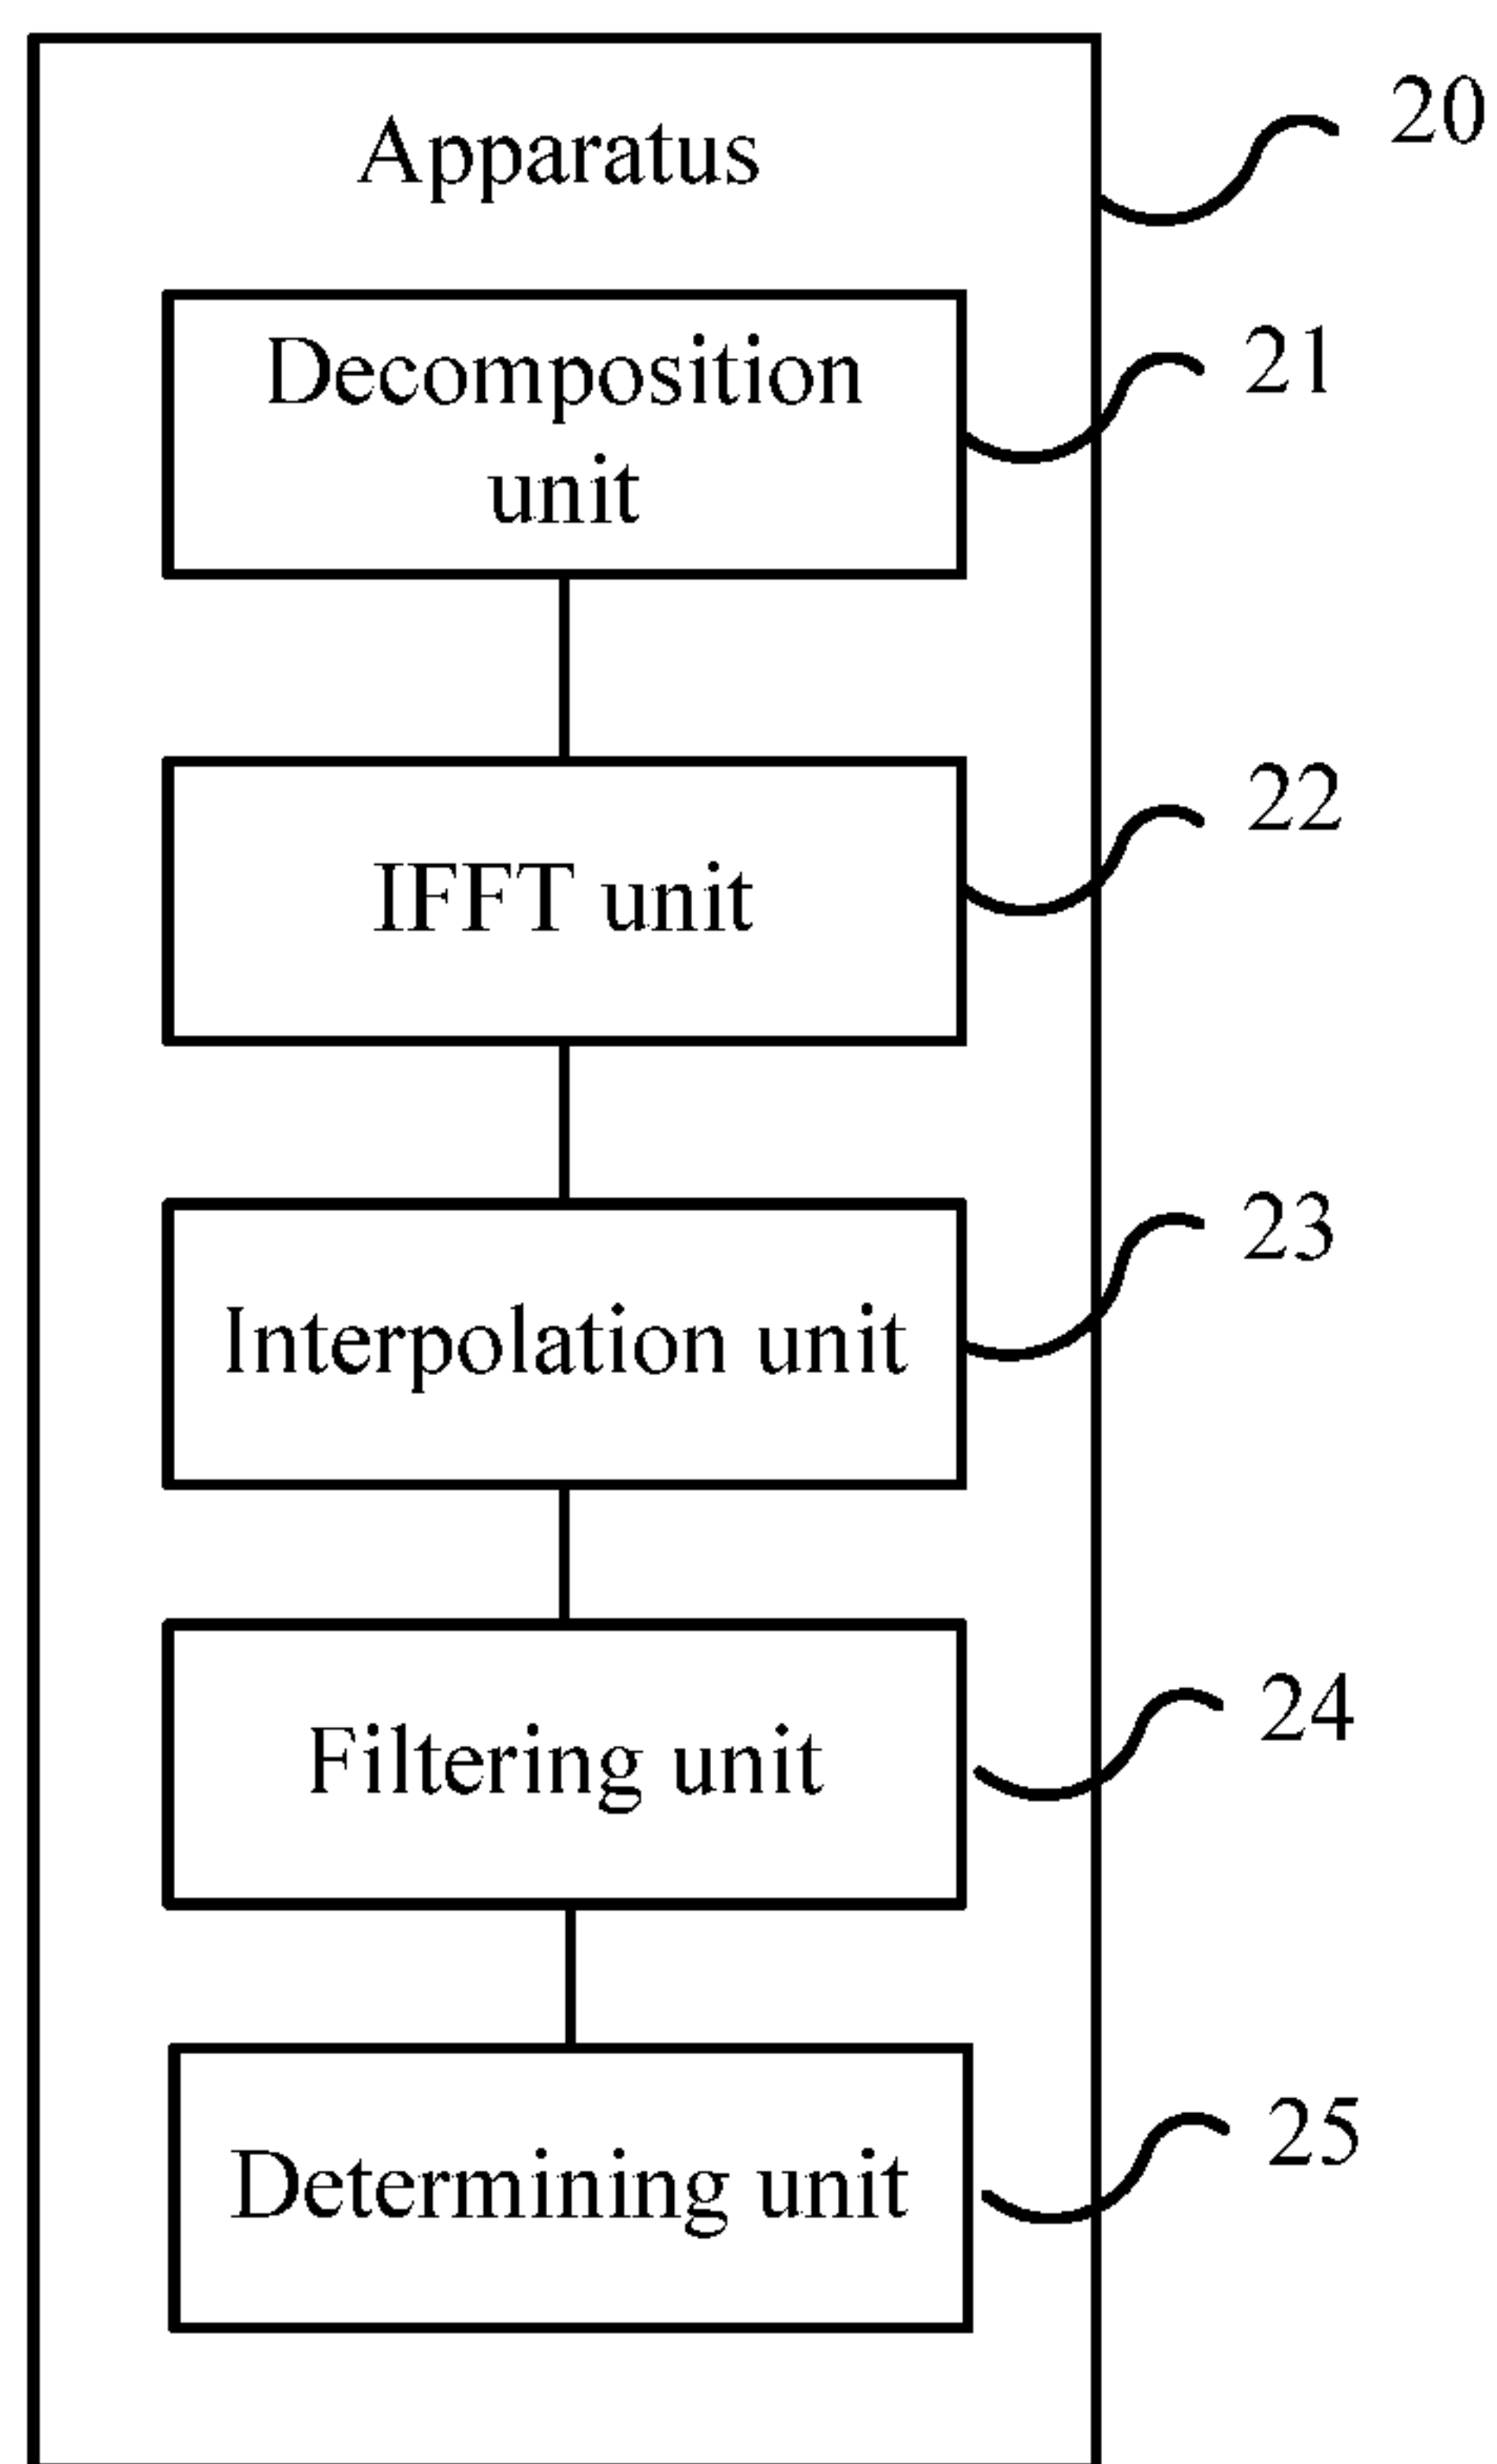 Apparatus
20
Decomposition
unit
21
IFFT unit
22
Interpolation unit
23
Filtering unit
24
Determining unit
25